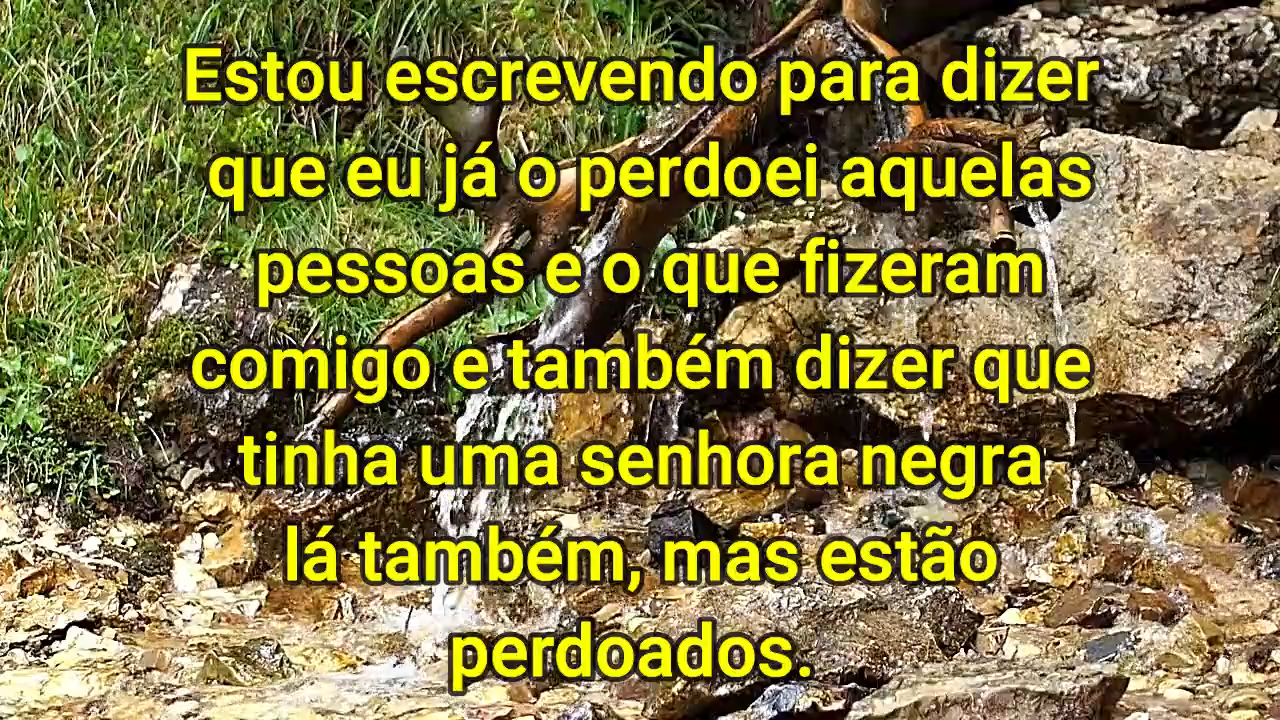 Estou escrevendo para dizer
que eu já o perdoei aquelas
pessoas e o que fizeram
comigo e também dizer que
tinha uma senhora negra
lá também, mas estão
perdoados.